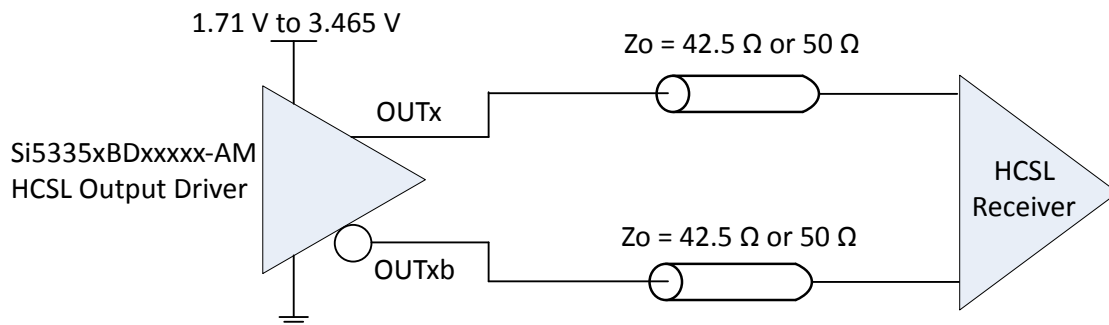 1.71 V to 3.465 V
Zo = 42.5 Ω or 50 Ω
OUTx
Si5335xBDxxxxx-AM
HCSL Output Driver
HCSL
Receiver
Zo = 42.5 Ω or 50 Ω
OUTxb